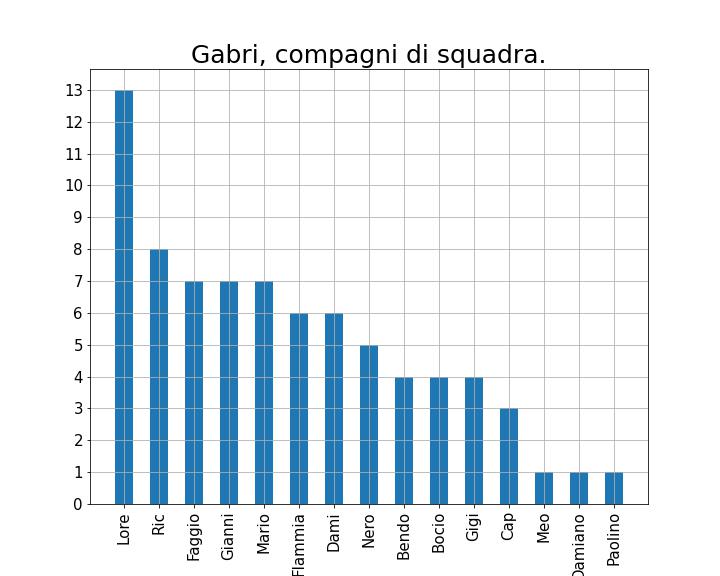 Gabri, compagni di squadra.
13
12
11
10
9
8
7
6
5
4
3
2
1
0
Lore
Ric
Faggio
Gianni
Mario
Flammia
Dami
Nero
Bendo
Bocio
Gigi
Cap
Meo
Damiano
Paolino